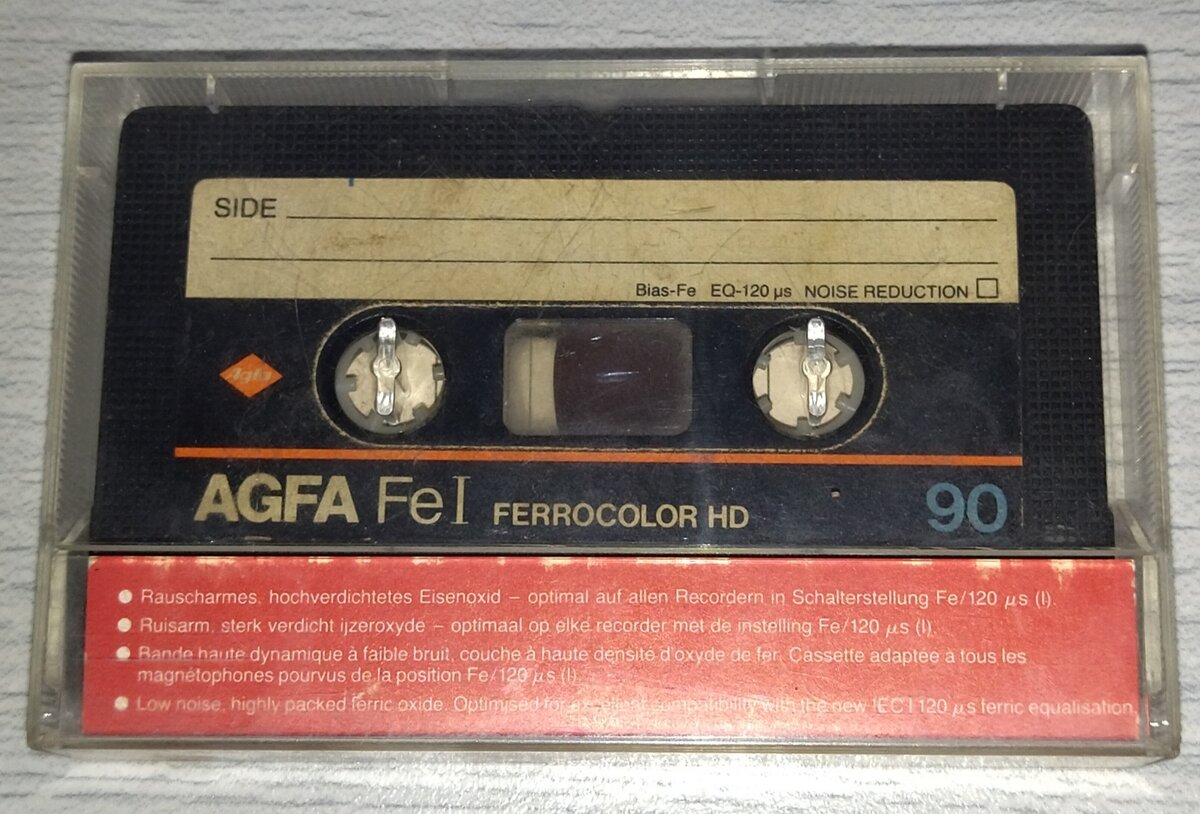 SIDE
Bias-Fe EQ-120 µs NOISE REDUCTION
Agfa
AGFA Fe I FERROCOLOR HD 90
Rauscharmes, hochverdichtetes Eisenoxid – optimal auf allen Recordern in Schalterstellung Fe/120 µs (I).
Ruisarm, sterk verdicht ijzeroxyde – optimaal op elke recorder met de instelling Fe/120 µs (I).
Bande haute dynamique à faible bruit, couche à haute densité d'oxyde de fer. Cassette adaptée à tous les
magnétophones pourvus de la position Fe/120 µs (I).
Low noise, highly packed ferric oxide. Optimised for excellent compatibility with the new IEC I 120 µs ferric equalisation.